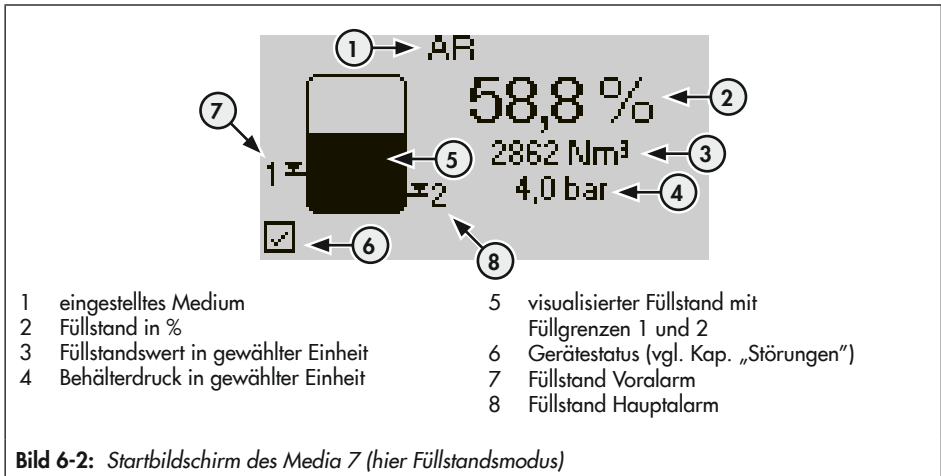 1 AR
58,8 % 2
7
5 2862 Nm³ 3
1 4,0 bar 4
2
6
8
1 eingestelltes Medium
2 Füllstand in %
3 Füllstandswert in gewählter Einheit
4 Behälterdruck in gewählter Einheit
5 visualisierter Füllstand mit
Füllgrenzen 1 und 2
6 Gerätestatus (vgl. Kap. „Störungen”)
7 Füllstand Voralarm
8 Füllstand Hauptalarm
Bild 6-2: Startbildschirm des Media 7 (hier Füllstandsmodus)